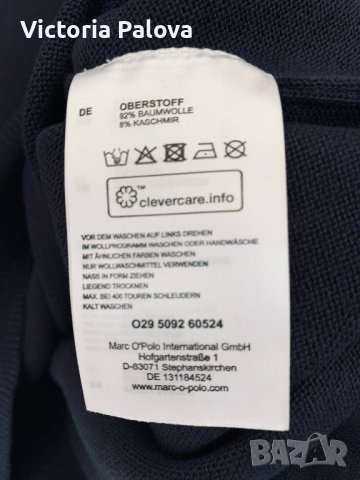 Victoria Palova
DE OBERSTOFF
92% BAUMWOLLE
8% KASCHMIR
™
clevercare.info
VOR DEM WASCHEN AUF LINKS DREHEN
IM WOLLPROGRAMM WASCHEN ODER HANDWÄSCHE
MIT ÄHNLICHEN FARBEN WASCHEN
NUR WOLLWASCHMITTEL VERWENDEN
NASS IN FORM ZIEHEN
LIEGEND TROCKNEN
MAX. BEI 400 TOUREN SCHLEUDERN
KALT WASCHEN
O29 5092 60524
Marc O'Polo International GmbH
Hofgartenstraße 1
D-83071 Stephanskirchen
DE 131184524
www.marc-o-polo.com
BAZAR